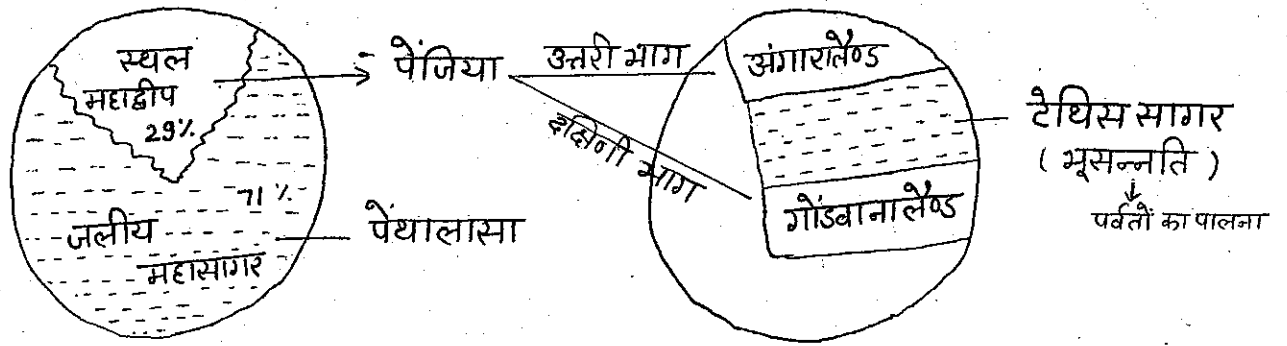 स्थल
महाद्वीप
29%
71%
जलीय
महासागर
पेंजिया
पेंथालासा
उत्तरी भाग
दक्षिणी भाग
अंगारालैण्ड
गोंडवानालैण्ड
टेथिस सागर
( भूसन्नति )
पर्वतों का पालना